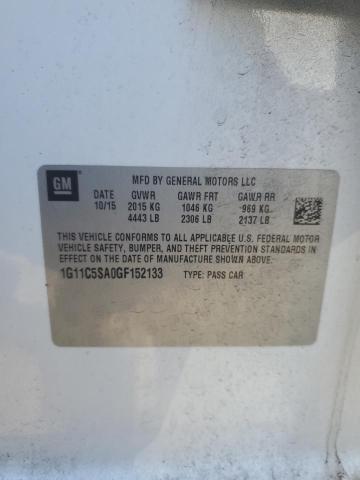 GM
MFD BY GENERAL MOTORS LLC
DATE GVWR GAWR FRT GAWR RR
10/15 2015 KG 1046 KG 969 KG
4443 LB 2306 LB 2137 LB
THIS VEHICLE CONFORMS TO ALL APPLICABLE U.S. FEDERAL MOTOR
VEHICLE SAFETY, BUMPER, AND THEFT PREVENTION STANDARDS IN
EFFECT ON THE DATE OF MANUFACTURE SHOWN ABOVE.
1G11C5SA0GF152133 TYPE: PASS CAR